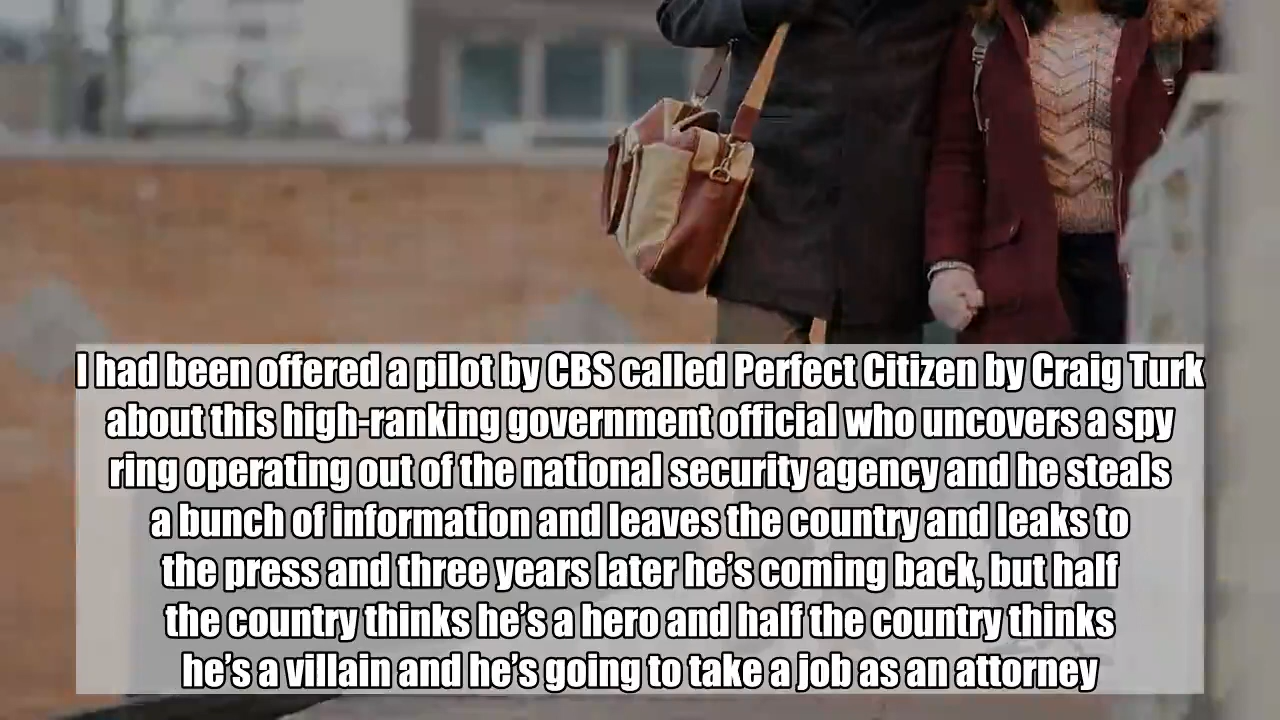 I had been offered a pilot by CBS called Perfect Citizen by Craig Turk
about this high-ranking government official who uncovers a spy
ring operating out of the national security agency and he steals
a bunch of information and leaves the country and leaks to
the press and three years later he's coming back, but half
the country thinks he's a hero and half the country thinks
he's a villain and he's going to take a job as an attorney